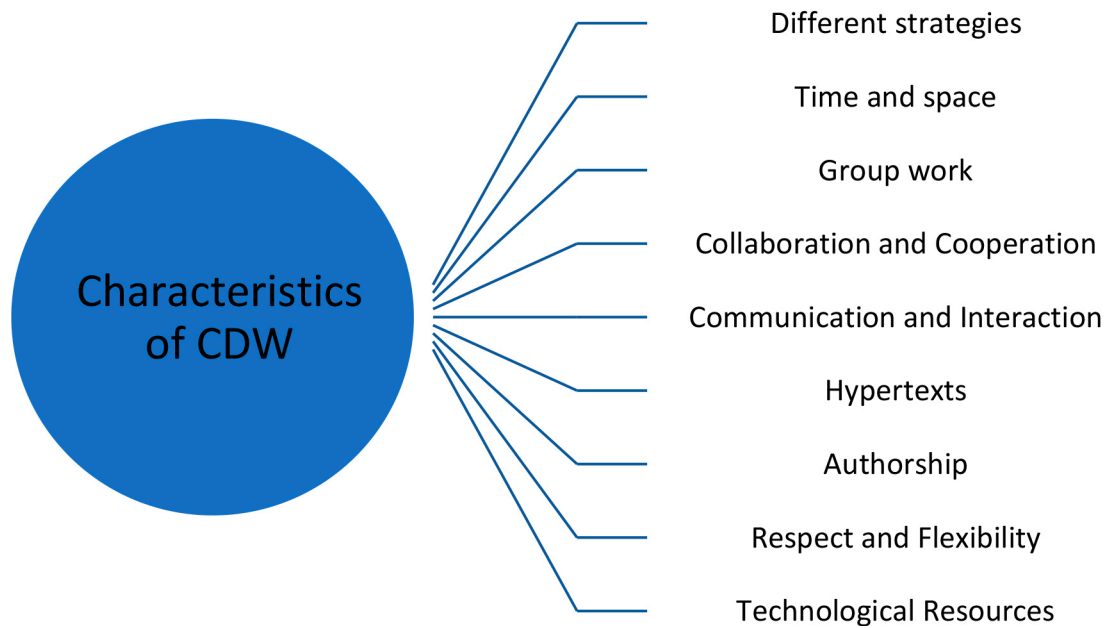 Characteristics
of CDW
Different strategies
Time and space
Group work
Collaboration and Cooperation
Communication and Interaction
Hypertexts
Authorship
Respect and Flexibility
Technological Resources